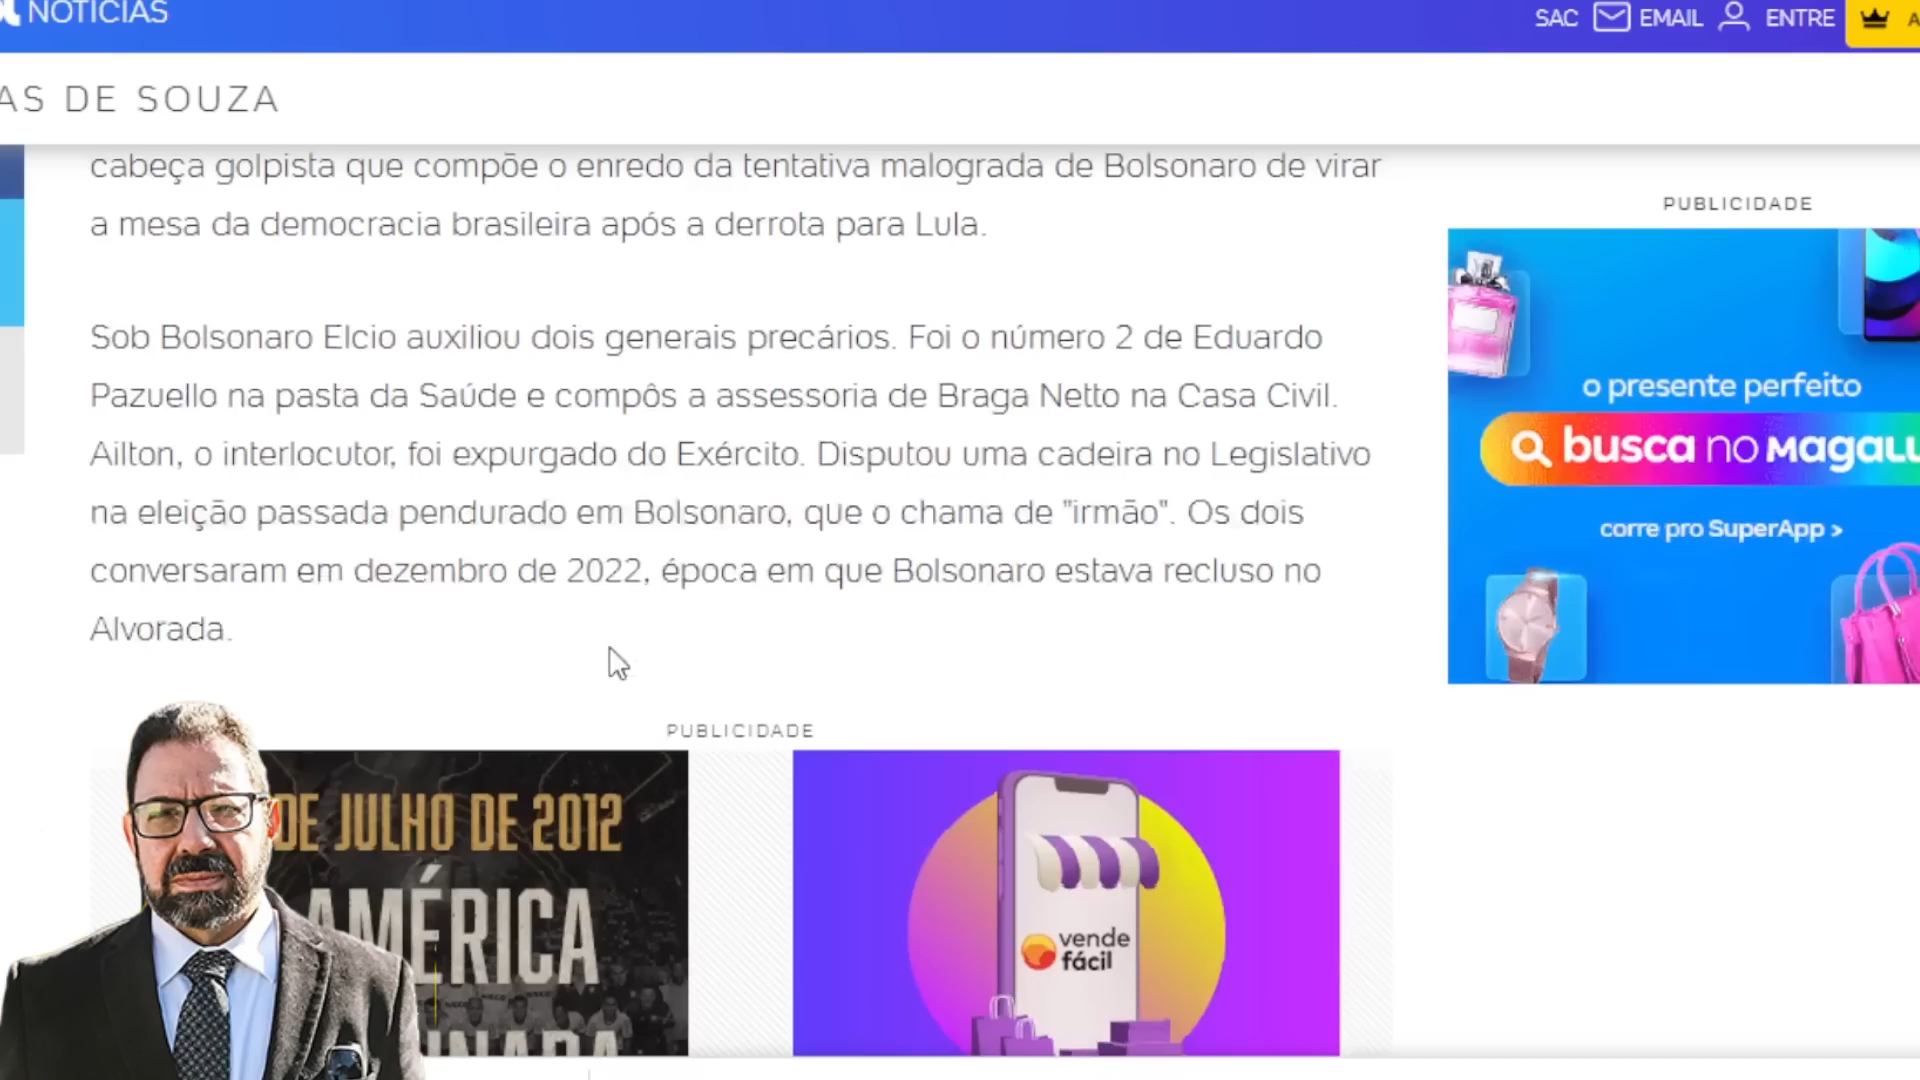 NOTÍCIAS
SAC EMAIL ENTRE
AS DE SOUZA
cabeça golpista que compõe o enredo da tentativa malograda de Bolsonaro de virar
a mesa da democracia brasileira após a derrota para Lula.
Sob Bolsonaro Elcio auxiliou dois generais precários. Foi o número 2 de Eduardo
Pazuello na pasta da Saúde e compôs a assessoria de Braga Netto na Casa Civil.
Ailton, o interlocutor, foi expurgado do Exército. Disputou uma cadeira no Legislativo
na eleição passada pendurado em Bolsonaro, que o chama de "irmão". Os dois
conversaram em dezembro de 2022, época em que Bolsonaro estava recluso no
Alvorada.
PUBLICIDADE
o presente perfeito
busca no Magalu
corre pro SuperApp >
PUBLICIDADE
DE JULHO DE 2012
AMÉRICA
vende
fácil